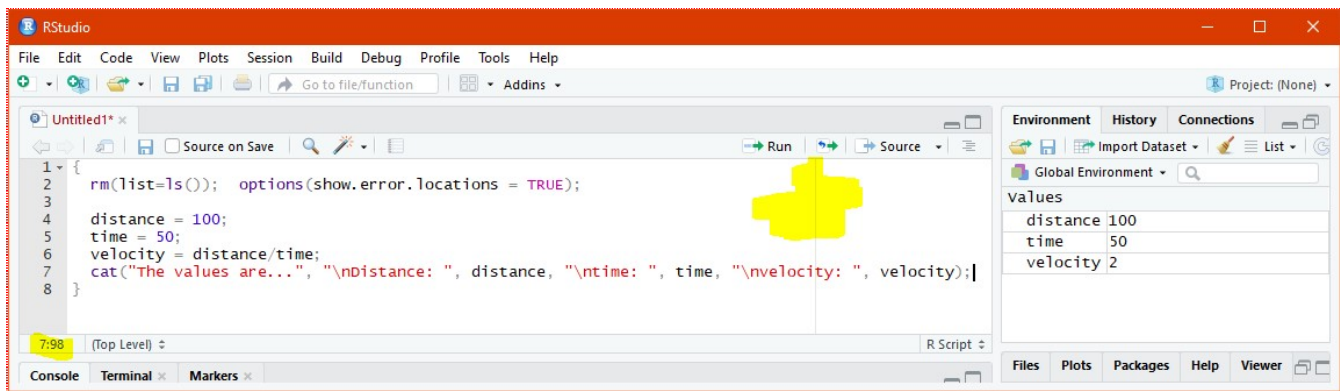 RStudio
File Edit Code View Plots Session Build Debug Profile Tools Help
Go to file/function Addins Project: (None)
Untitled1*
Source on Save Run Source
1 {
2 rm(list=ls()); options(show.error.locations = TRUE);
3
4 distance = 100;
5 time = 50;
6 velocity = distance/time;
7 cat("The values are...", "\nDistance: ", distance, "\ntime: ", time, "\nvelocity: ", velocity);
8 }
7:98 (Top Level) R Script
Console Terminal Markers
Environment History Connections
Import Dataset List
Global Environment
Values
distance 100
time 50
velocity 2
Files Plots Packages Help Viewer